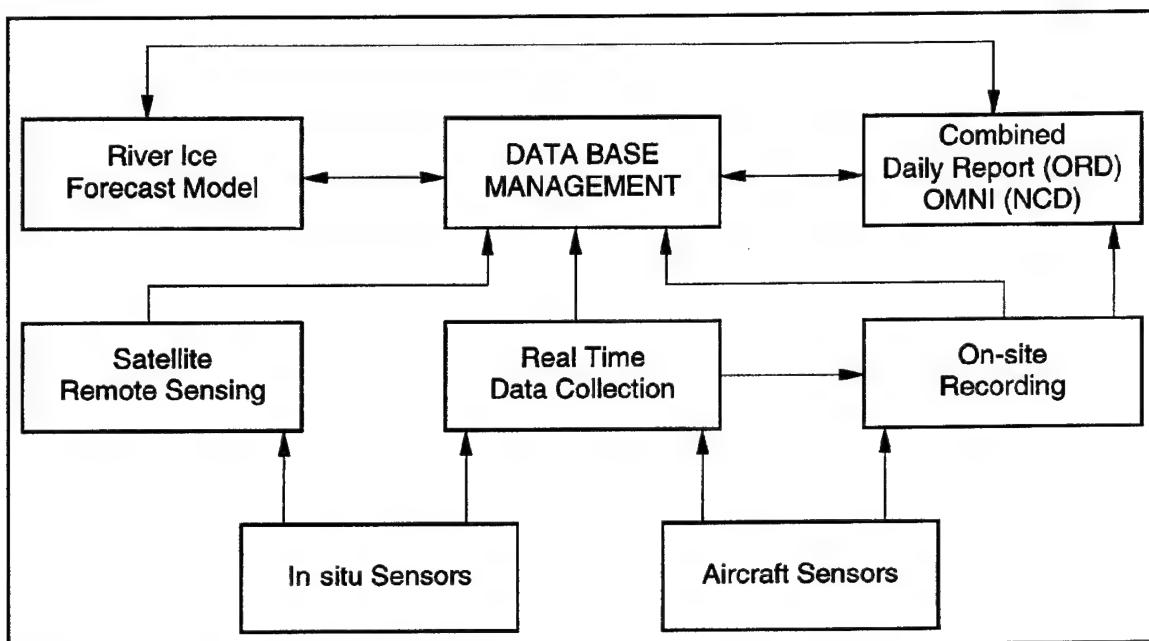 River Ice
Forecast Model
DATA BASE
MANAGEMENT
Combined
Daily Report (ORD)
OMNI (NCD)
Satellite
Remote Sensing
Real Time
Data Collection
On-site
Recording
In situ Sensors
Aircraft Sensors